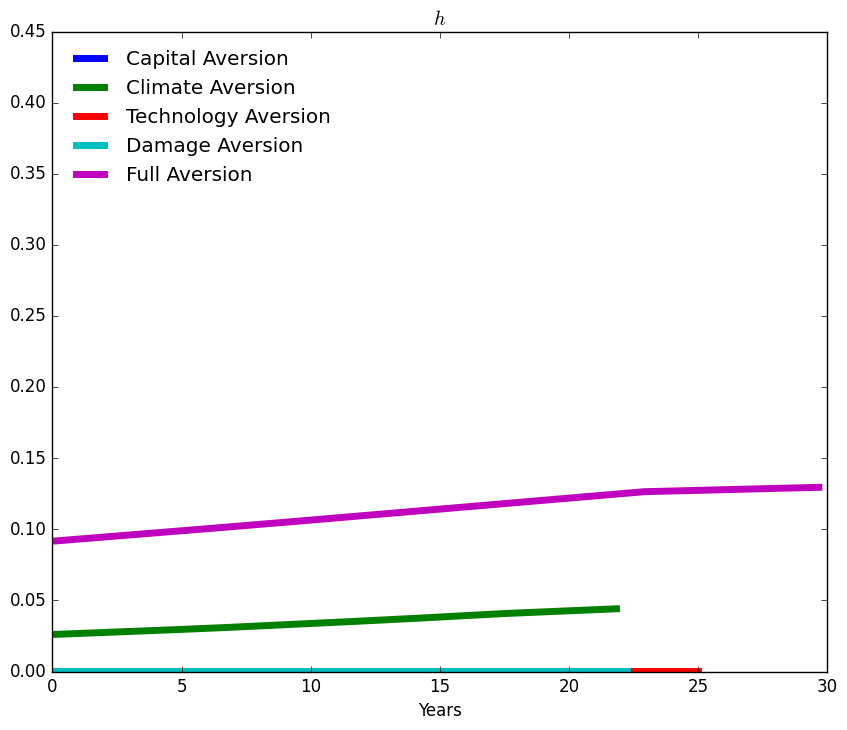 h
0.45
0.40
0.35
0.30
0.25
0.20
0.15
0.10
0.05
0.00
Capital Aversion
Climate Aversion
Technology Aversion
Damage Aversion
Full Aversion
0 5 10 15 20 25 30
Years